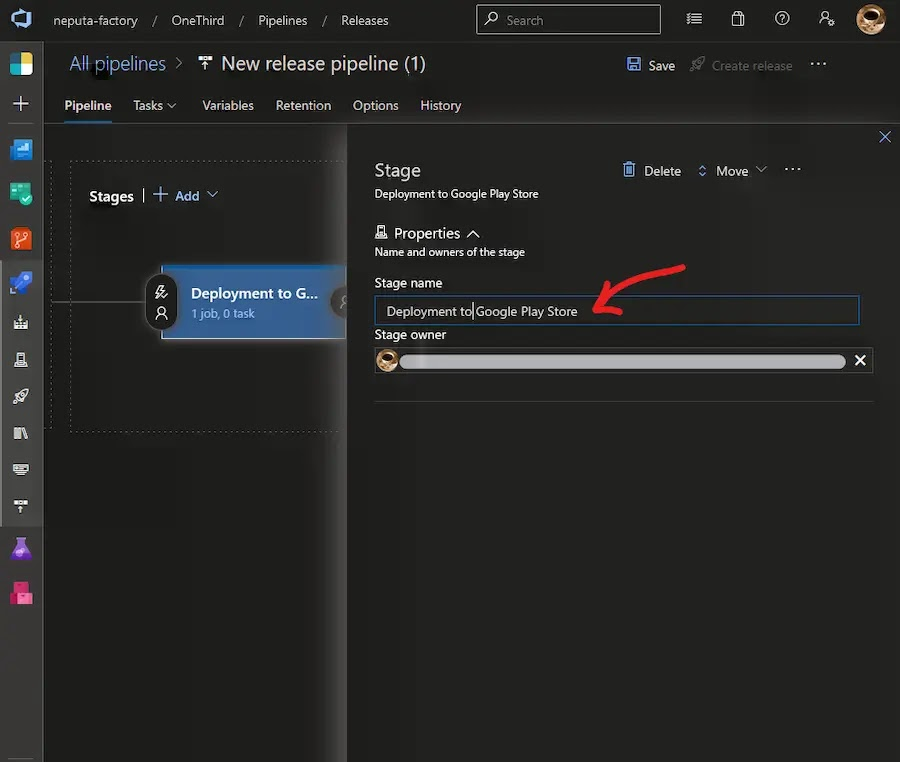 neputa-factory / OneThird / Pipelines / Releases Search
All pipelines > New release pipeline (1) Save Create release ...
Pipeline Tasks Variables Retention Options History
Stages | + Add
Deployment to G...
1 job, 0 task
Stage Delete Move ...
Deployment to Google Play Store
Properties
Name and owners of the stage
Stage name
Deployment to Google Play Store
Stage owner